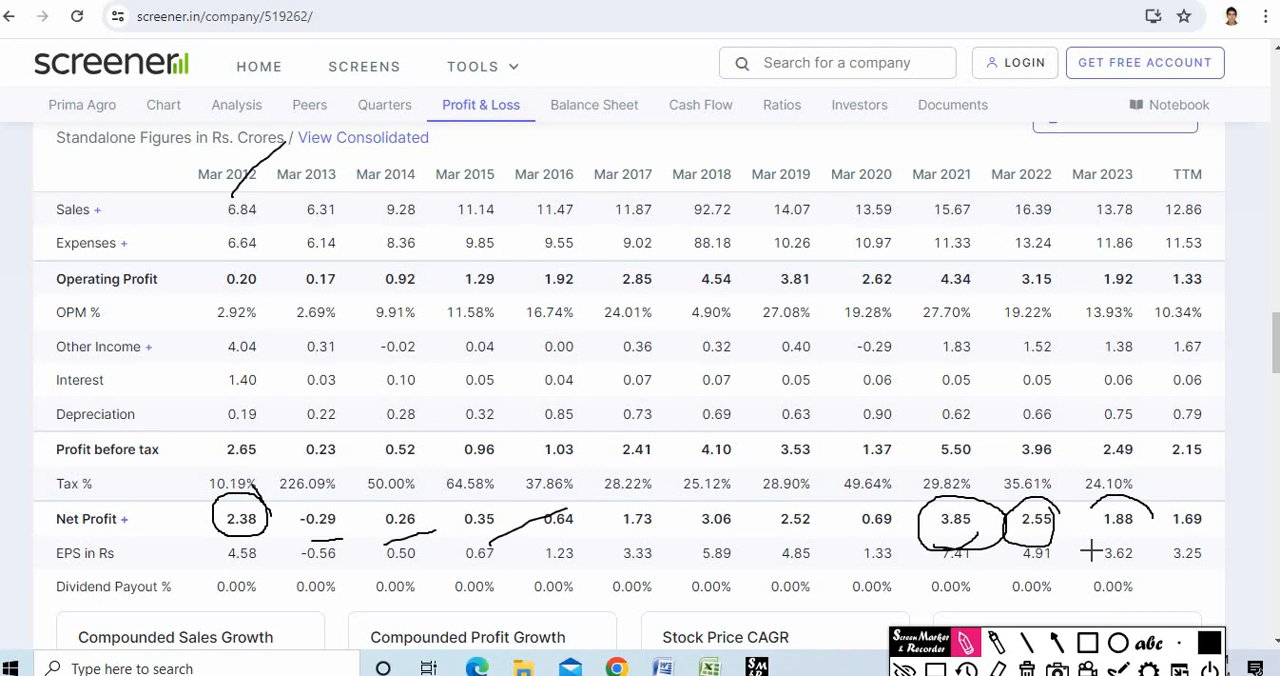 screener.in/company/519262/
screener
HOME SCREENS TOOLS
Search for a company
LOGIN
GET FREE ACCOUNT
Prima Agro Chart Analysis Peers Quarters Profit & Loss Balance Sheet Cash Flow Ratios Investors Documents Notebook
Standalone Figures in Rs. Crores / View Consolidated
Mar 2012 Mar 2013 Mar 2014 Mar 2015 Mar 2016 Mar 2017 Mar 2018 Mar 2019 Mar 2020 Mar 2021 Mar 2022 Mar 2023 TTM
Sales + 6.84 6.31 9.28 11.14 11.47 11.87 92.72 14.07 13.59 15.67 16.39 13.78 12.86
Expenses + 6.64 6.14 8.36 9.85 9.55 9.02 88.18 10.26 10.97 11.33 13.24 11.86 11.53
Operating Profit 0.20 0.17 0.92 1.29 1.92 2.85 4.54 3.81 2.62 4.34 3.15 1.92 1.33
OPM % 2.92% 2.69% 9.91% 11.58% 16.74% 24.01% 4.90% 27.08% 19.28% 27.70% 19.22% 13.93% 10.34%
Other Income + 4.04 0.31 -0.02 0.04 0.00 0.36 0.32 0.40 -0.29 1.83 1.52 1.38 1.67
Interest 1.40 0.03 0.10 0.05 0.04 0.07 0.07 0.05 0.06 0.05 0.05 0.06 0.06
Depreciation 0.19 0.22 0.28 0.32 0.85 0.73 0.69 0.63 0.90 0.62 0.66 0.75 0.79
Profit before tax 2.65 0.23 0.52 0.96 1.03 2.41 4.10 3.53 1.37 5.50 3.96 2.49 2.15
Tax % 10.19% 226.09% 50.00% 64.58% 37.86% 28.22% 25.12% 28.90% 49.64% 29.82% 35.61% 24.10%
Net Profit + 2.38 -0.29 0.26 0.35 0.64 1.73 3.06 2.52 0.69 3.85 2.55 1.88 1.69
EPS in Rs 4.58 -0.56 0.50 0.67 1.23 3.33 5.89 4.85 1.33 7.41 4.91 3.62 3.25
Dividend Payout % 0.00% 0.00% 0.00% 0.00% 0.00% 0.00% 0.00% 0.00% 0.00% 0.00% 0.00% 0.00%
Compounded Sales Growth Compounded Profit Growth Stock Price CAGR
Screen Marker
& Recorder
abc
Type here to search
SM